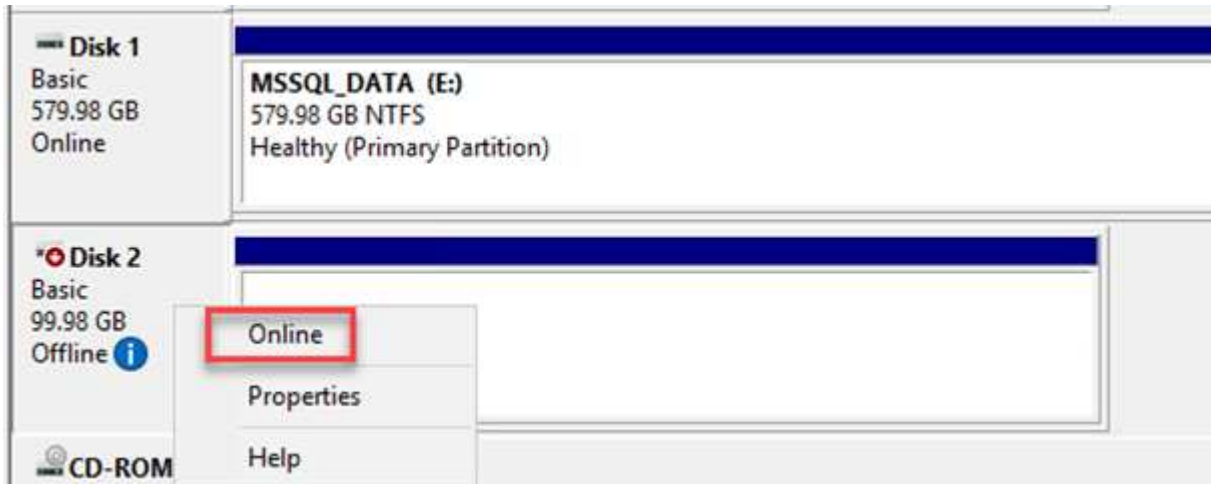 Disk 1
Basic
579.98 GB
Online
MSSQL_DATA (E:)
579.98 GB NTFS
Healthy (Primary Partition)
Disk 2
Basic
99.98 GB
Offline
Online
Properties
Help
CD-ROM